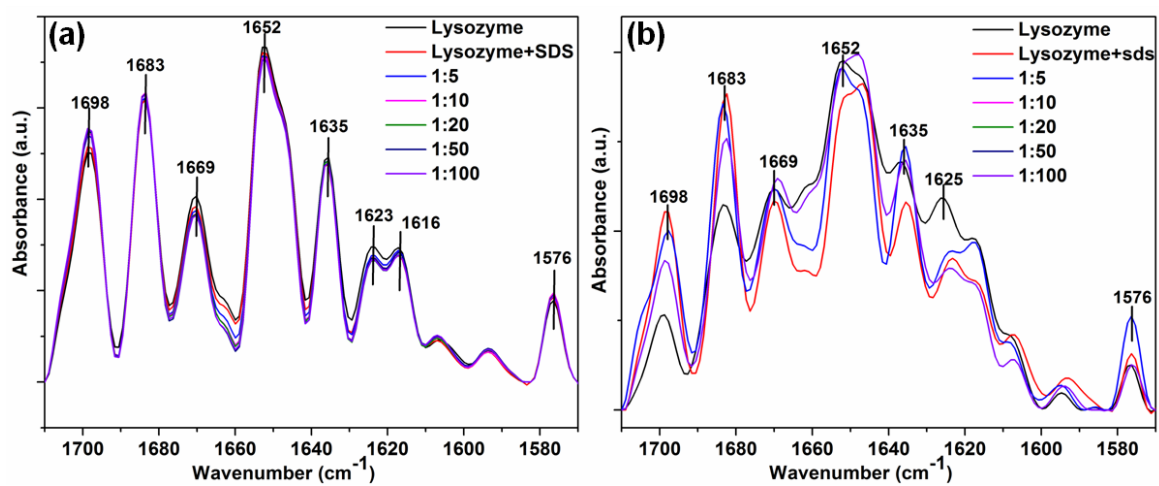 (a)
1652
1683
1698
1635
1669
1623
1616
1576
Lysozyme
Lysozyme+SDS
1:5
1:10
1:20
1:50
1:100
Absorbance (a.u.)
1700 1680 1660 1640 1620 1600 1580
Wavenumber (cm⁻¹)
(b)
1652
1683
1635
1669
1625
1698
1576
Lysozyme
Lysozyme+sds
1:5
1:10
1:20
1:50
1:100
Absorbance (a.u.)
1700 1680 1660 1640 1620 1600 1580
Wavenumber (cm⁻¹)